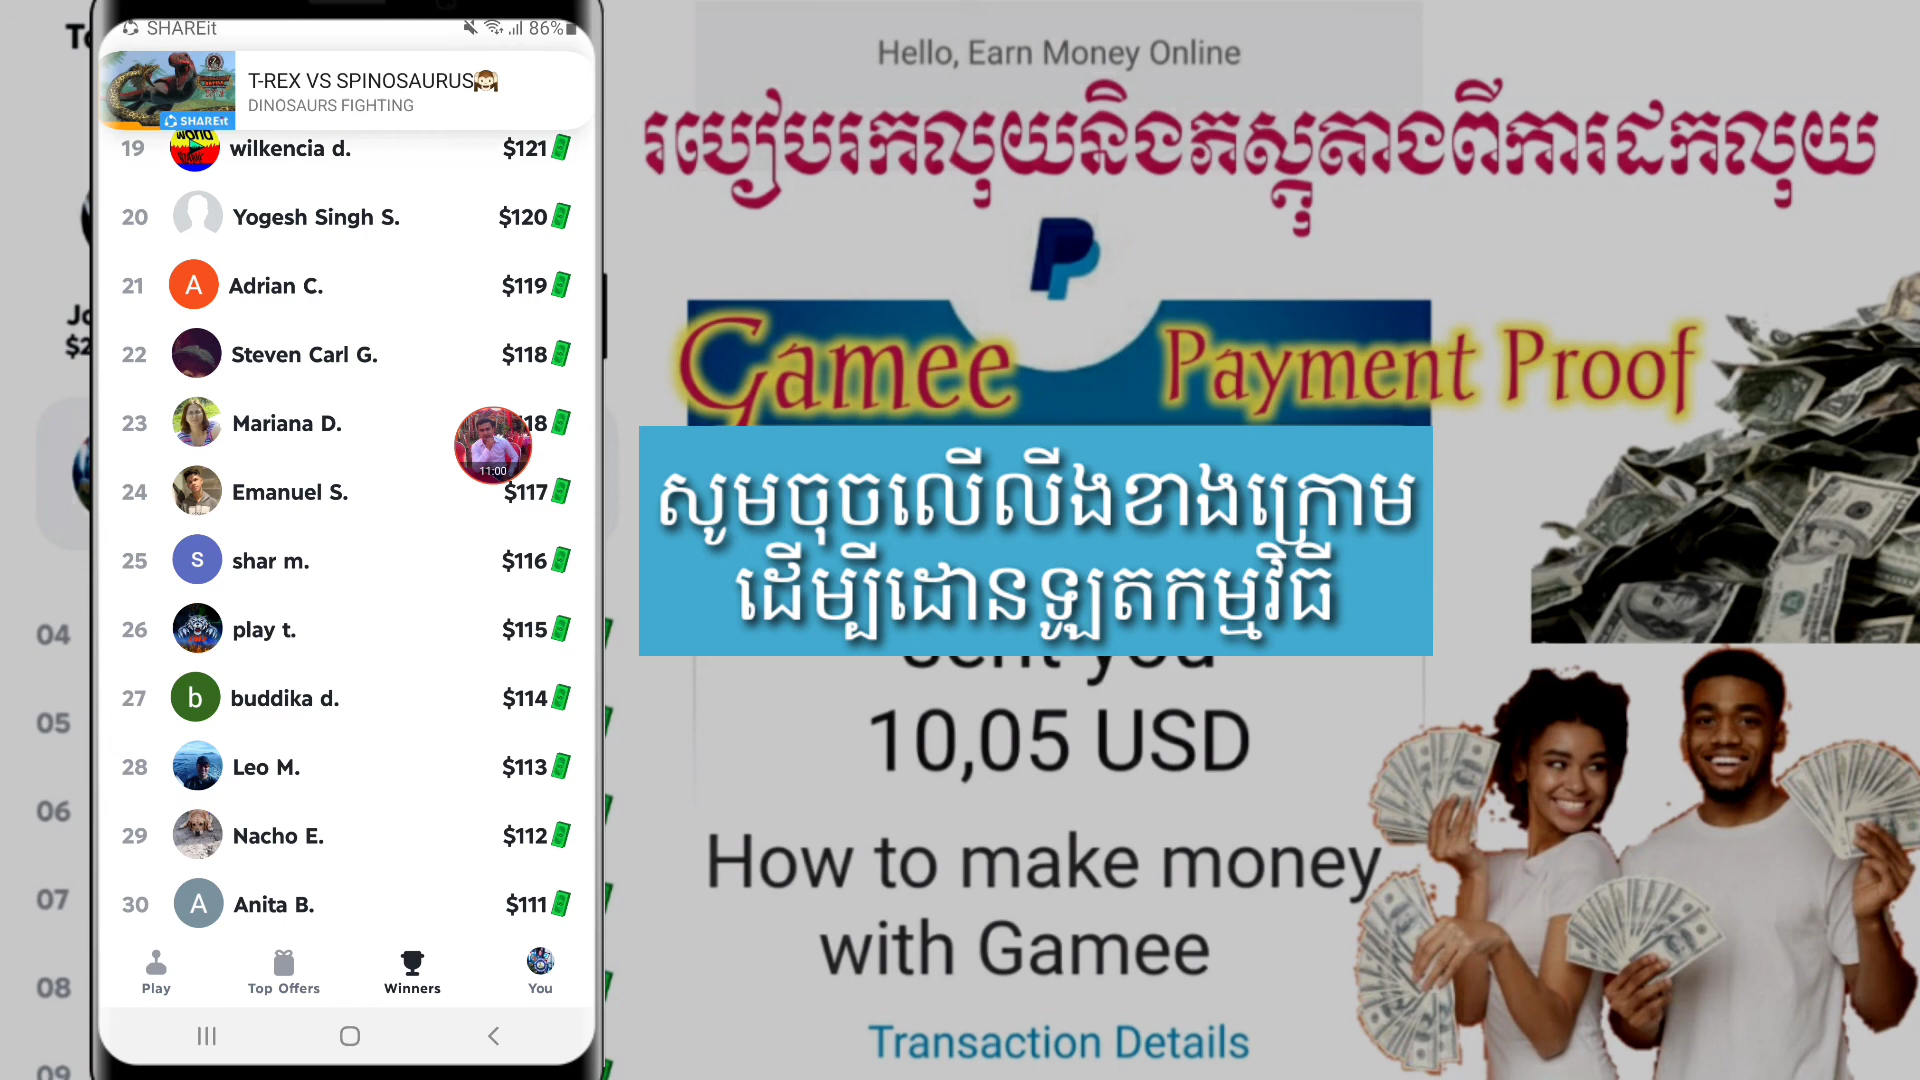 SHAREit
86%
T-REX VS SPINOSAURUS🙉
DINOSAURS FIGHTING
SHAREit
19 wilkencia d. $121
20 Yogesh Singh S. $120
21 A Adrian C. $119
22 Steven Carl G. $118
23 Mariana D. 18
11:00
24 Emanuel S. $117
25 s shar m. $116
26 play t. $115
27 b buddika d. $114
28 Leo M. $113
29 Nacho E. $112
30 A Anita B. $111
Play Top Offers Winners You
04
05
06
07
08
09
Hello, Earn Money Online
របៀបរកលុយនិងភស្តុតាងពីការដកលុយ
Gamee Payment Proof
សូមចុចលើលីងខាងក្រោម
ដើម្បីដោនឡូតកម្មវិធី
sent you
10,05 USD
How to make money
with Gamee
Transaction Details